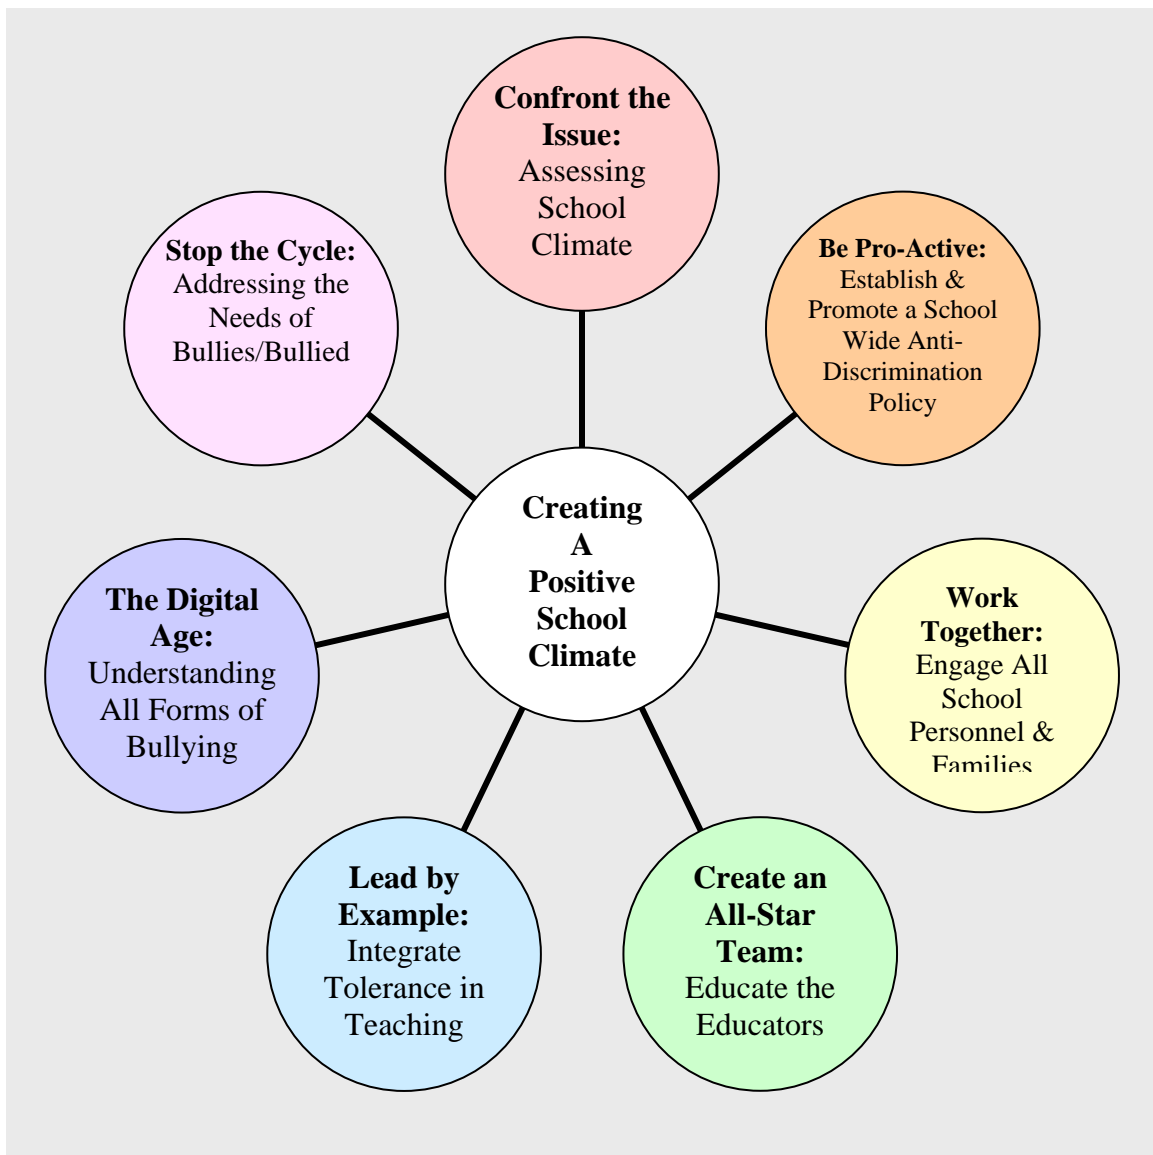 Confront the
Issue:
Assessing
School
Climate
Be Pro-Active:
Establish &
Promote a School
Wide Anti-
Discrimination
Policy
Work
Together:
Engage All
School
Personnel &
Families
Create an
All-Star
Team:
Educate the
Educators
Lead by
Example:
Integrate
Tolerance in
Teaching
The Digital
Age:
Understanding
All Forms of
Bullying
Stop the Cycle:
Addressing the
Needs of
Bullies/Bullied
Creating
A
Positive
School
Climate